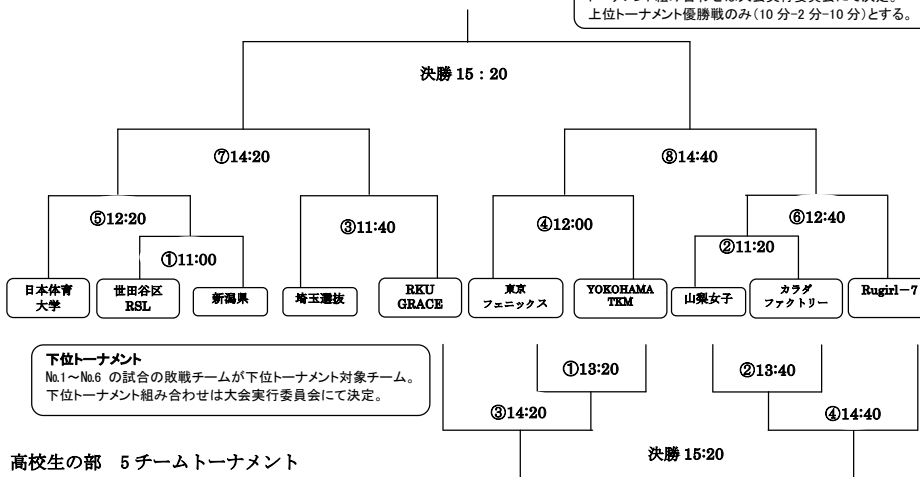 上位トーナメント優勝戦のみ(10 分-2 分-10 分)とする。
決勝 15:20
⑦14:20
⑧14:40
⑤12:20
③11:40
④12:00
⑥12:40
①11:00
②11:20
日本体育
大学
世田谷区
RSL
新潟県
埼玉選抜
RKU
GRACE
東京
フェニックス
YOKOHAMA
TKM
山梨女子
カラダ
ファクトリー
Rugirl-7
下位トーナメント
№1~№6 の試合の敗戦チームが下位トーナメント対象チーム。
下位トーナメント組み合わせは大会実行委員会にて決定。
①13:20
②13:40
③14:20
④14:40
決勝 15:20
高校生の部 5 チームトーナメント